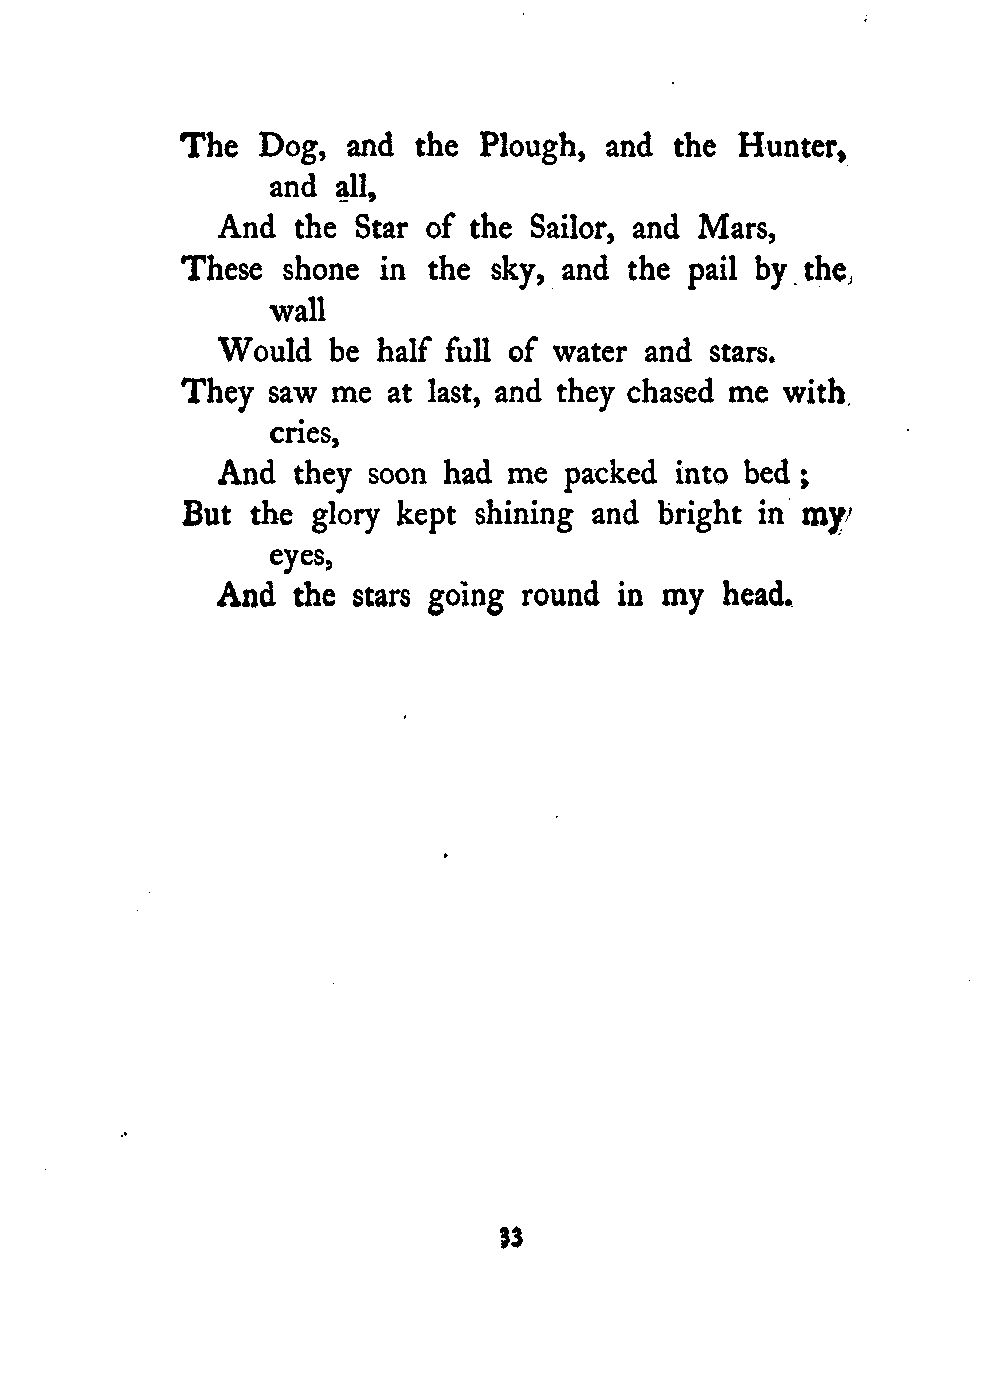 The Dog, and the Plough, and the Hunter,
and all,
And the Star of the Sailor, and Mars,
These shone in the sky, and the pail by the
wall
Would be half full of water and stars.
They saw me at last, and they chased me with
cries,
And they soon had me packed into bed ;
But the glory kept shining and bright in my
eyes,
And the stars going round in my head.
33